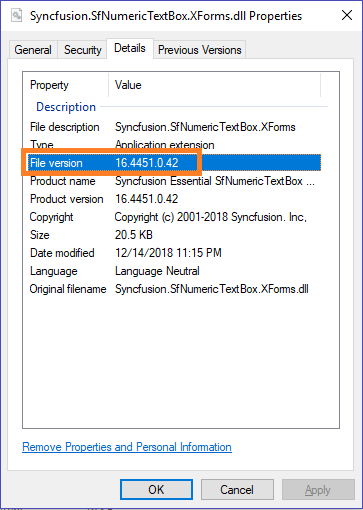 Syncfusion.SfNumericTextBox.XForms.dll Properties
General Security Details Previous Versions
Property Value
Description
File description Syncfusion.SfNumericTextBox.XForms
Type Application extension
File version 16.4451.0.42
Product name Syncfusion Essential SfNumericTextBox ...
Product version 16.4451.0.42
Copyright Copyright (c) 2001-2018 Syncfusion. Inc,
Size 20.5 KB
Date modified 12/14/2018 11:15 PM
Language Language Neutral
Original filename Syncfusion.SfNumericTextBox.XForms.dll
Remove Properties and Personal Information
OK Cancel Apply